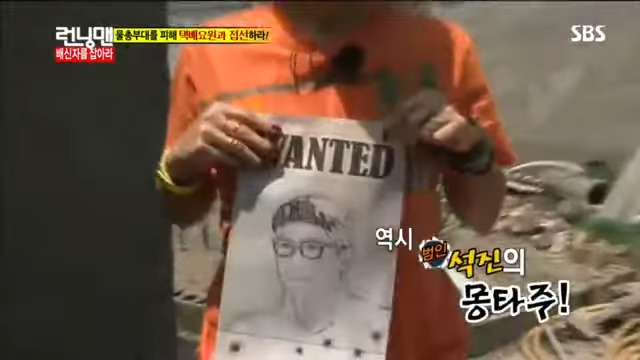 런닝맨
배신자를 잡아라
물총부대를 피해 택배요원과 접선하라!
SBS
WANTED
역시
범인 석진의
몽타주!